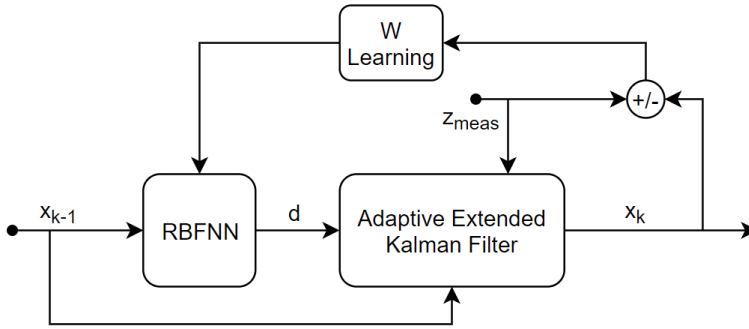 W
Learning
+/-
z_meas
x_k-1
RBFNN
d
Adaptive Extended
Kalman Filter
x_k